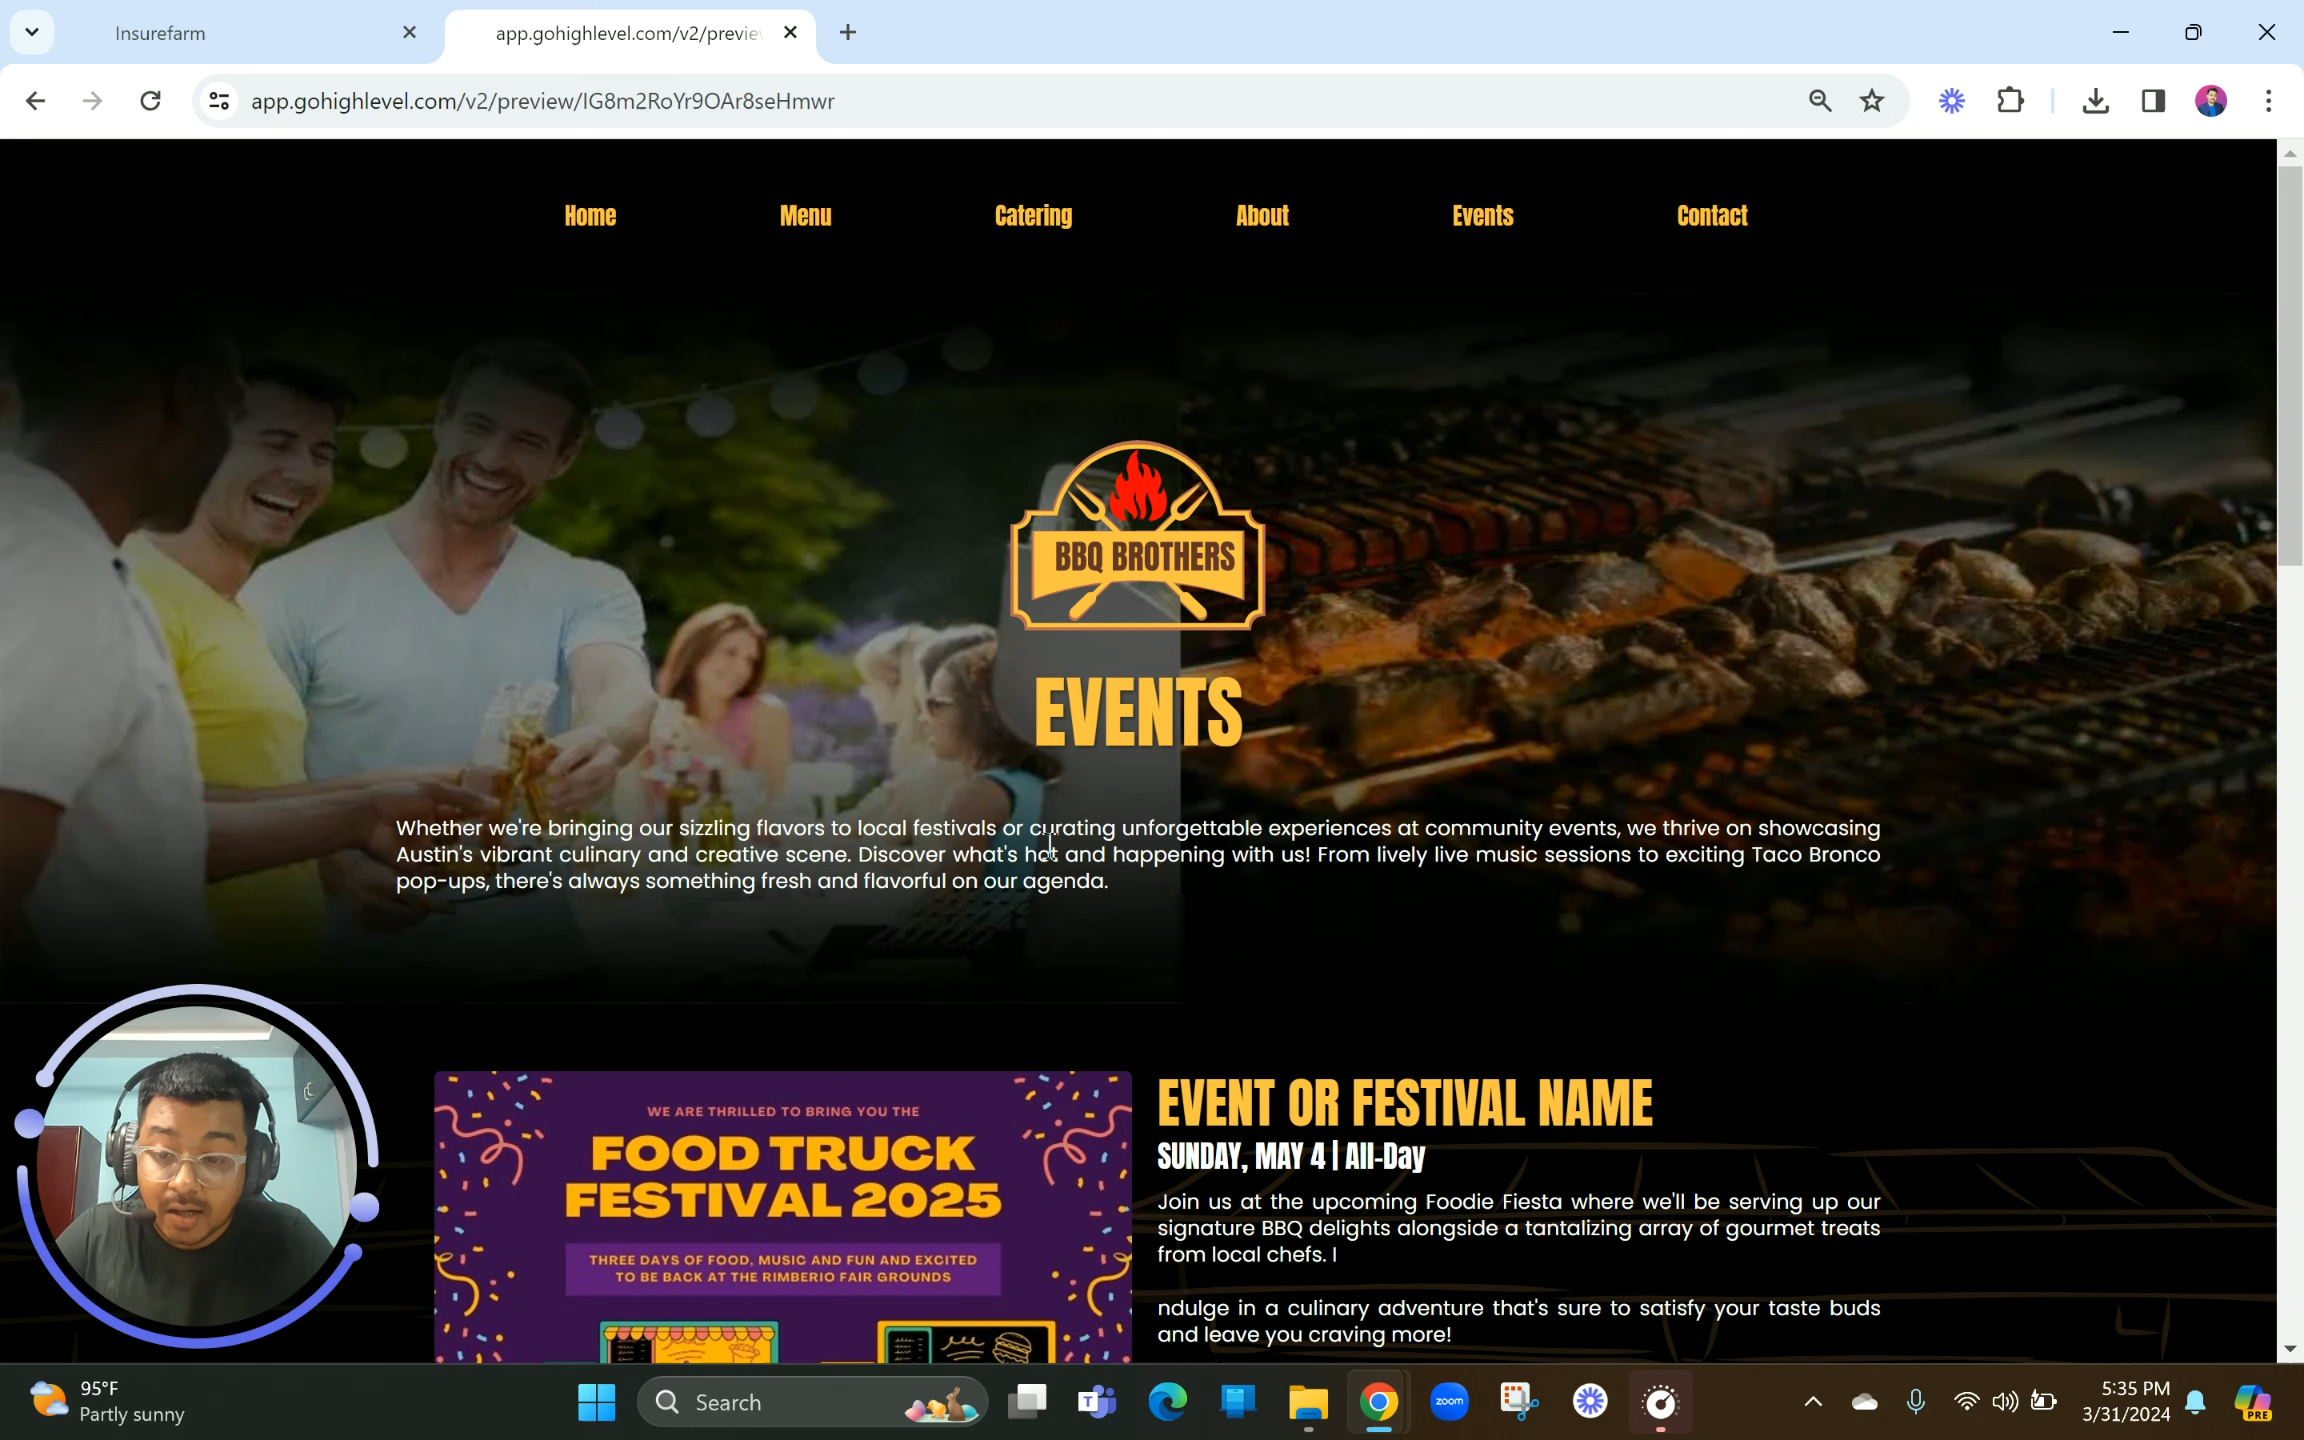 Insurefarm
app.gohighlevel.com/v2/previe
app.gohighlevel.com/v2/preview/IG8m2RoYr9OAr8seHmwr
Home
Menu
Catering
About
Events
Contact
BBQ BROTHERS
EVENTS
Whether we're bringing our sizzling flavors to local festivals or curating unforgettable experiences at community events, we thrive on showcasing
Austin's vibrant culinary and creative scene. Discover what's hot and happening with us! From lively live music sessions to exciting Taco Bronco
pop-ups, there's always something fresh and flavorful on our agenda.
WE ARE THRILLED TO BRING YOU THE
FOOD TRUCK
FESTIVAL 2025
THREE DAYS OF FOOD, MUSIC AND FUN AND EXCITED
TO BE BACK AT THE RIMBERIO FAIR GROUNDS
EVENT OR FESTIVAL NAME
SUNDAY, MAY 4 | All-Day
Join us at the upcoming Foodie Fiesta where we'll be serving up our
signature BBQ delights alongside a tantalizing array of gourmet treats
from local chefs. I
ndulge in a culinary adventure that's sure to satisfy your taste buds
and leave you craving more!
95°F
Partly sunny
Search
zoom
5:35 PM
3/31/2024
PRE